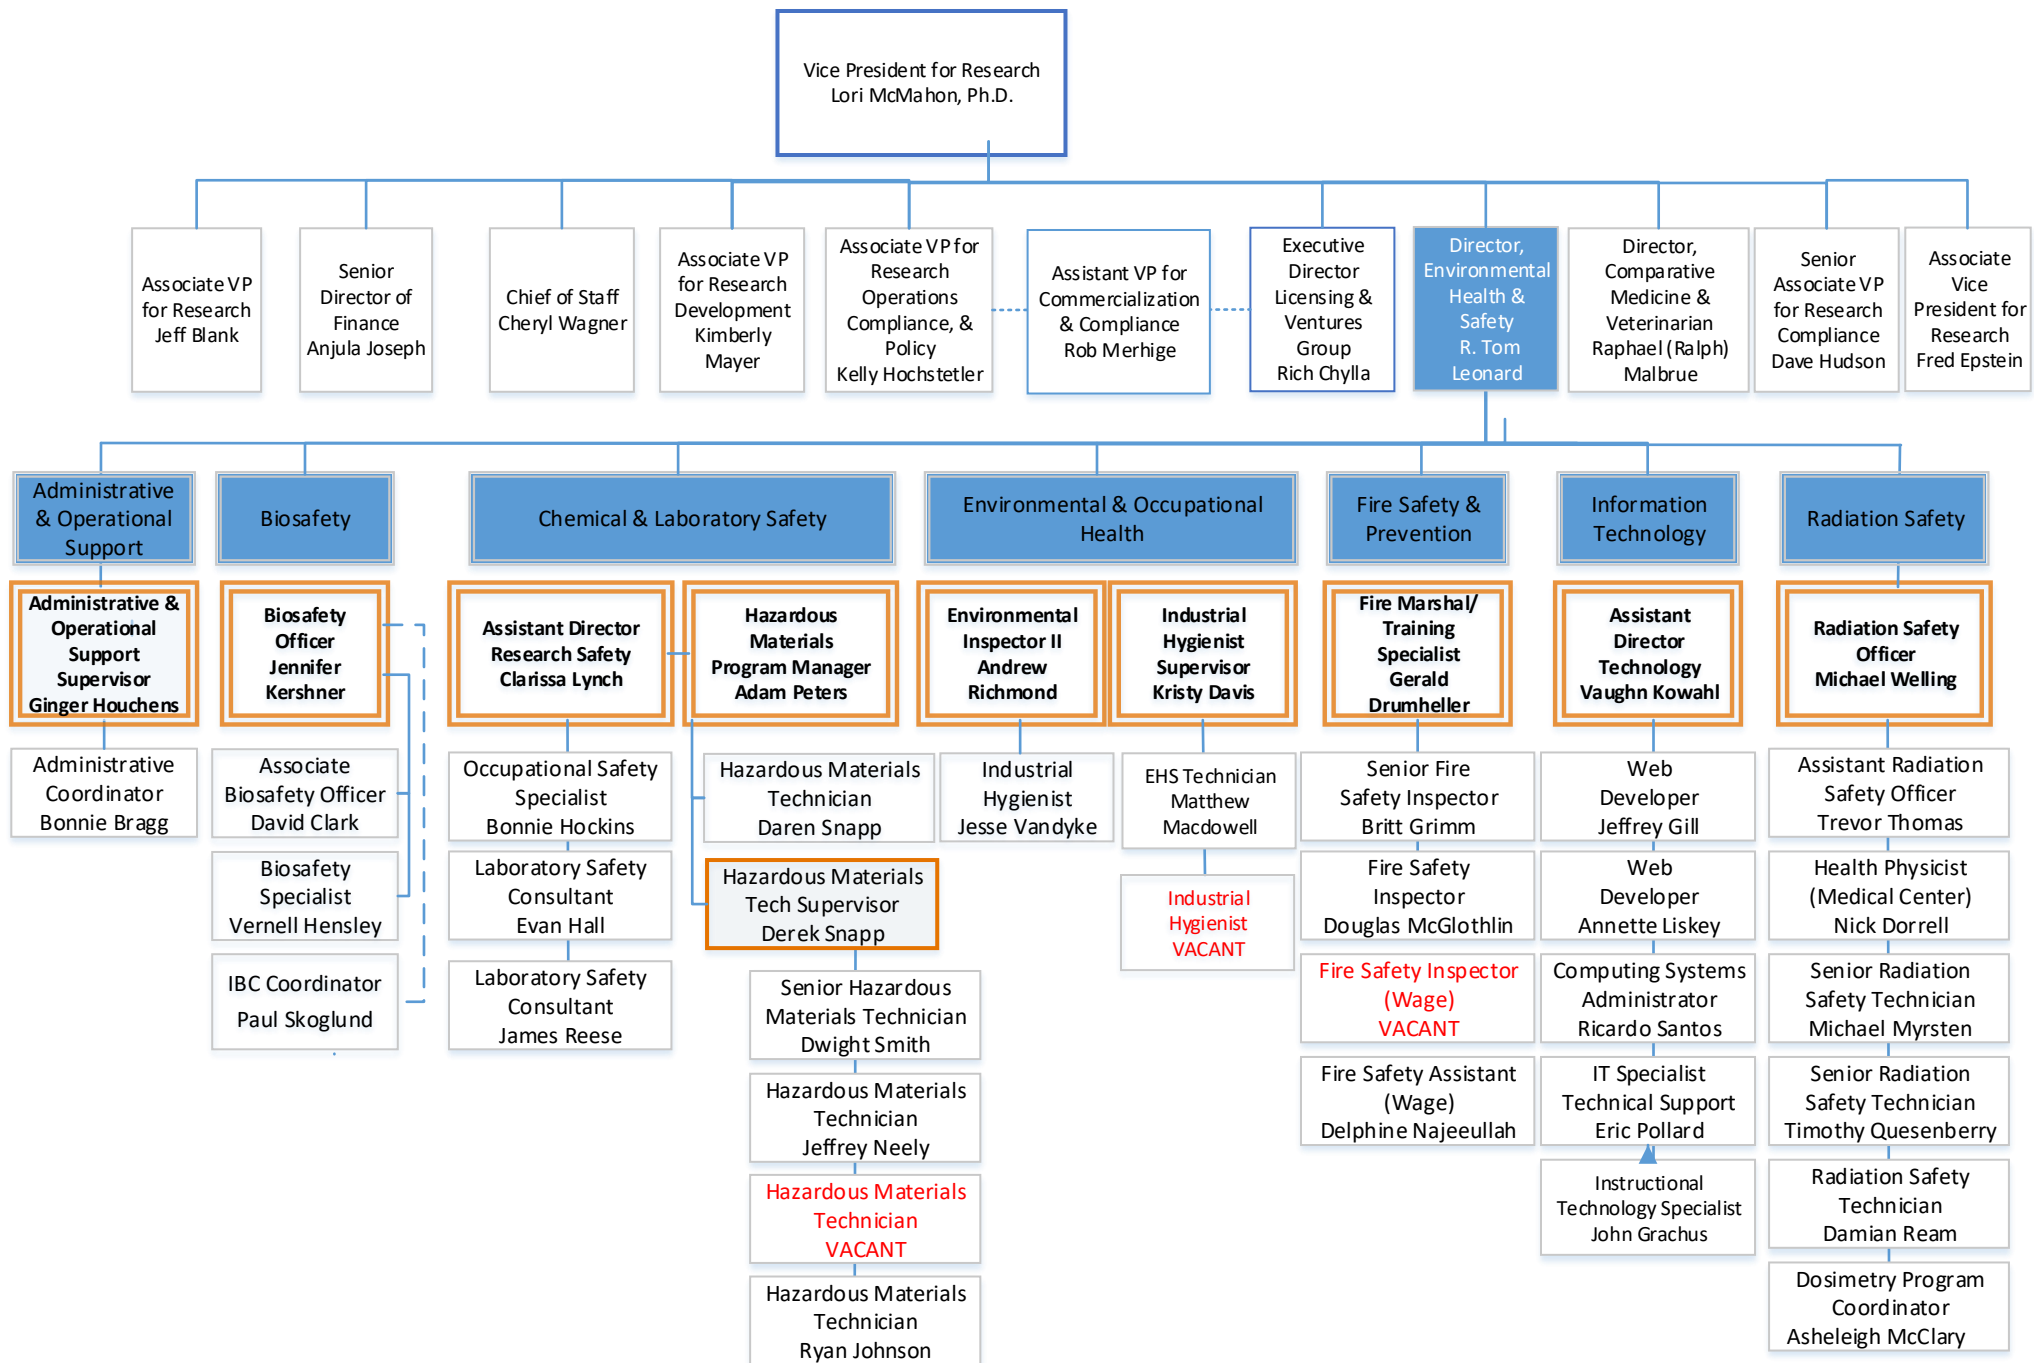 Vice President for Research
Lori McMahon, Ph.D.
Associate VP
for Research
Jeff Blank
Senior
Director of
Finance
Anjula Joseph
Chief of Staff
Cheryl Wagner
Associate VP
for Research
Development
Kimberly
Mayer
Associate VP for
Research
Operations
Compliance, &
Policy
Kelly Hochstetler
Assistant VP for
Commercialization
& Compliance
Rob Merhige
Executive
Director
Licensing &
Ventures
Group
Rich Chylla
Director,
Environmental
Health &
Safety
R. Tom
Leonard
Director,
Comparative
Medicine &
Veterinarian
Raphael (Ralph)
Malbrue
Senior
Associate VP
for Research
Compliance
Dave Hudson
Associate
Vice
President for
Research
Fred Epstein
Administrative
& Operational
Support
Biosafety
Chemical & Laboratory Safety
Environmental & Occupational
Health
Fire Safety &
Prevention
Information
Technology
Radiation Safety
Administrative &
Operational
Support
Supervisor
Ginger Houchens
Biosafety
Officer
Jennifer
Kershner
Assistant Director
Research Safety
Clarissa Lynch
Hazardous
Materials
Program Manager
Adam Peters
Environmental
Inspector II
Andrew
Richmond
Industrial
Hygienist
Supervisor
Kristy Davis
Fire Marshal/
Training
Specialist
Gerald
Drumheller
Assistant
Director
Technology
Vaughn Kowahl
Radiation Safety
Officer
Michael Welling
Administrative
Coordinator
Bonnie Bragg
Associate
Biosafety Officer
David Clark
Biosafety
Specialist
Vernell Hensley
IBC Coordinator
Paul Skoglund
Occupational Safety
Specialist
Bonnie Hockins
Laboratory Safety
Consultant
Evan Hall
Laboratory Safety
Consultant
James Reese
Hazardous Materials
Technician
Daren Snapp
Hazardous Materials
Tech Supervisor
Derek Snapp
Senior Hazardous
Materials Technician
Dwight Smith
Hazardous Materials
Technician
Jeffrey Neely
Hazardous Materials
Technician
VACANT
Hazardous Materials
Technician
Ryan Johnson
Industrial
Hygienist
Jesse Vandyke
EHS Technician
Matthew
Macdowell
Industrial
Hygienist
VACANT
Senior Fire
Safety Inspector
Britt Grimm
Fire Safety
Inspector
Douglas McGlothlin
Fire Safety Inspector
(Wage)
VACANT
Fire Safety Assistant
(Wage)
Delphine Najeeullah
Web
Developer
Jeffrey Gill
Web
Developer
Annette Liskey
Computing Systems
Administrator
Ricardo Santos
IT Specialist
Technical Support
Eric Pollard
Instructional
Technology Specialist
John Grachus
Assistant Radiation
Safety Officer
Trevor Thomas
Health Physicist
(Medical Center)
Nick Dorrell
Senior Radiation
Safety Technician
Michael Myrsten
Senior Radiation
Safety Technician
Timothy Quesenberry
Radiation Safety
Technician
Damian Ream
Dosimetry Program
Coordinator
Asheleigh McClary